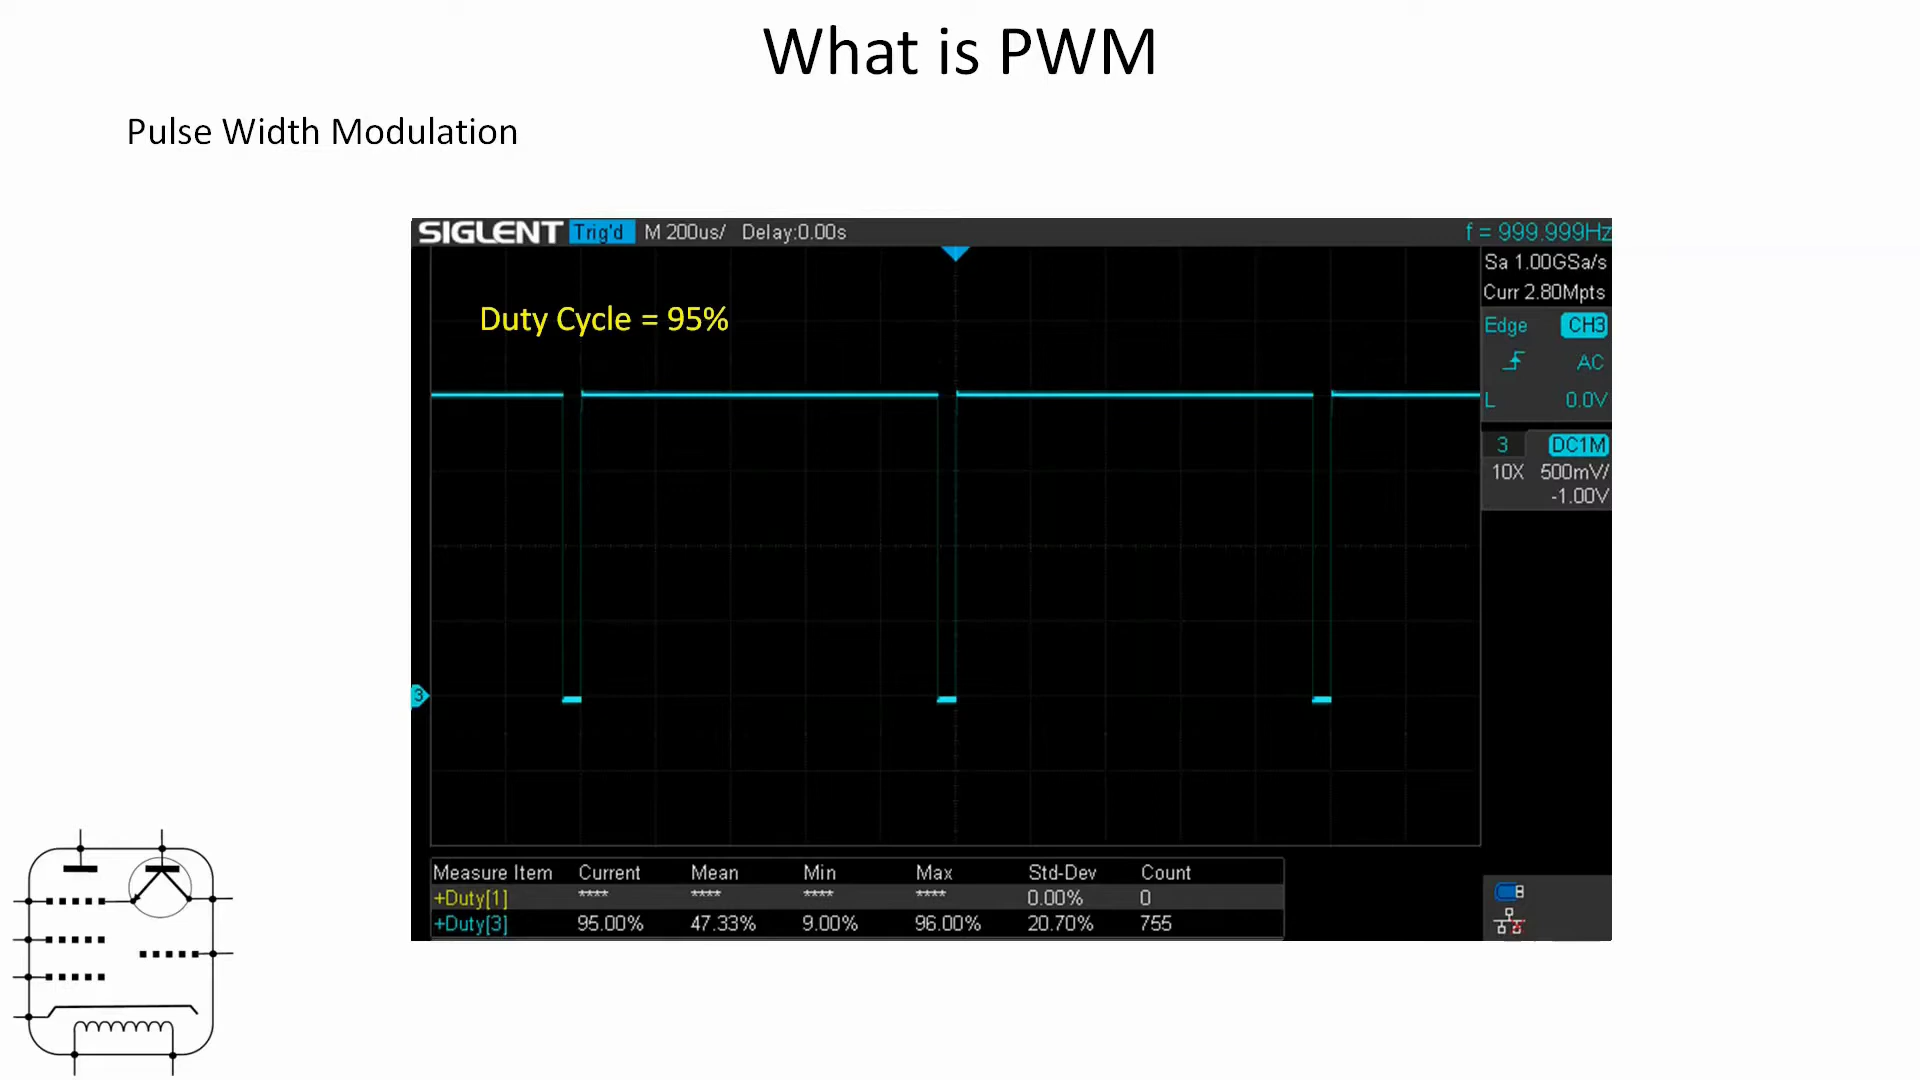 What is PWM
Pulse Width Modulation
SIGLENT Trig'd M 200us/ Delay:0.00s f = 999.999Hz
Sa 1.00GSa/s
Curr 2.80Mpts
Duty Cycle = 95%
Edge CH3
AC
L 0.0V
3 DC1M
10X 500mV/
-1.00V
3
Measure Item Current Mean Min Max Std-Dev Count
+Duty[1] **** **** **** **** 0.00% 0
+Duty[3] 95.00% 47.33% 9.00% 96.00% 20.70% 755